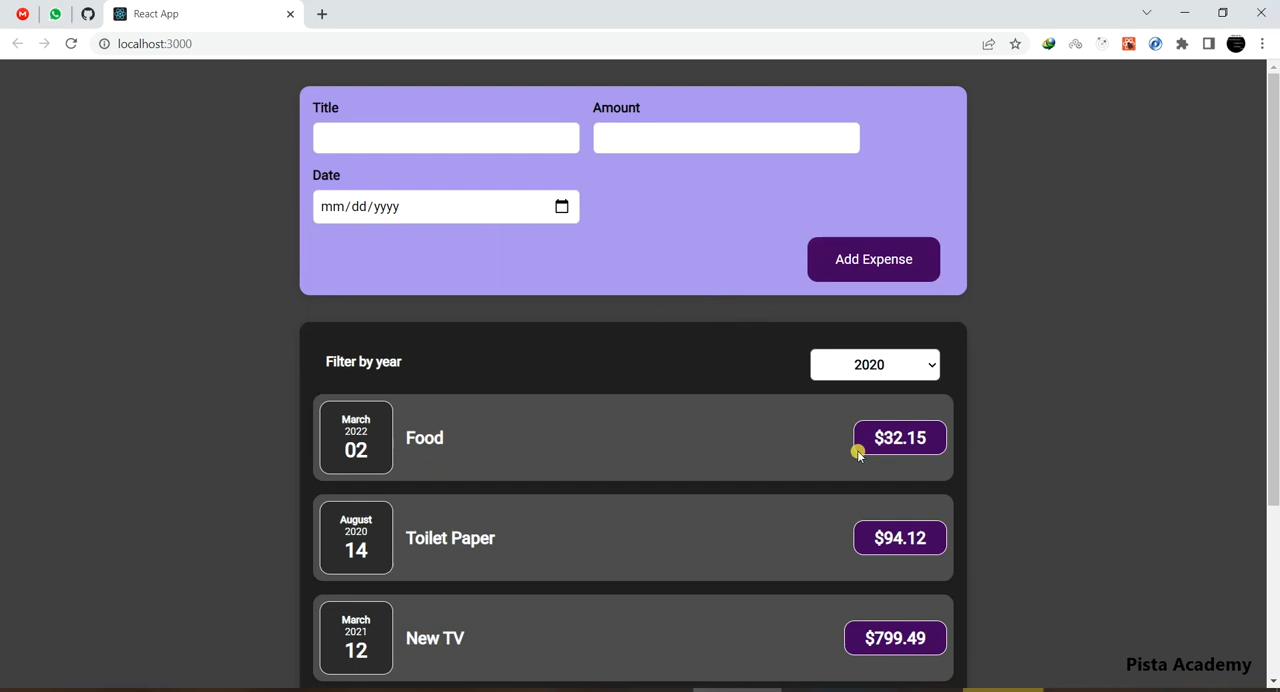 React App
localhost:3000
Title
Amount
Date
mm/dd/yyyy
Add Expense
Filter by year
2020
March
2022
02
Food
$32.15
August
2020
14
Toilet Paper
$94.12
March
2021
12
New TV
$799.49
Pista Academy